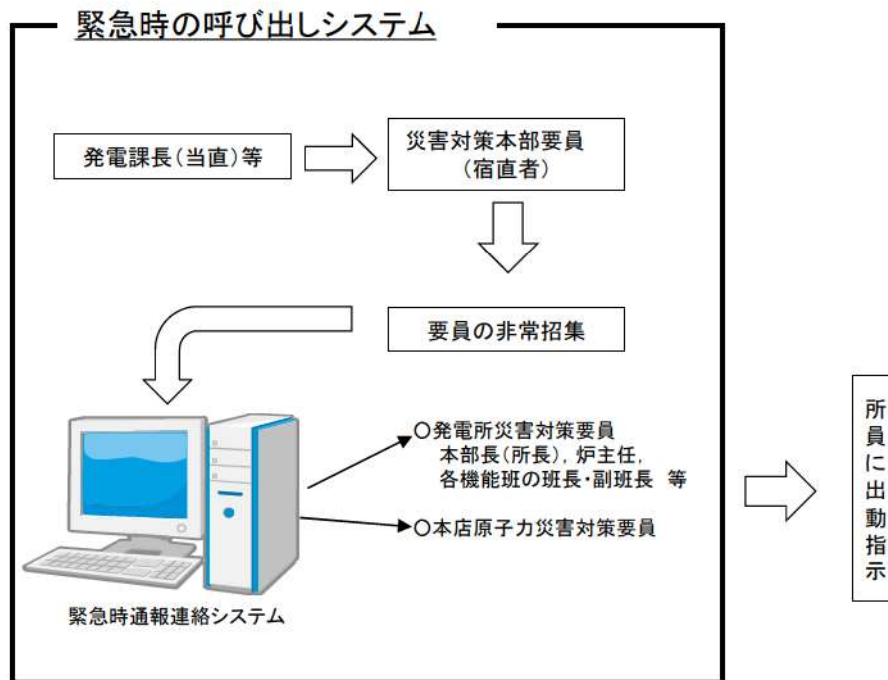 緊急時の呼び出しシステム
発電課長（当直）等
災害対策本部要員
（宿直者）
要員の非常招集
〇発電所災害対策要員
本部長（所長），炉主任，
各機能班の班長・副班長　等
〇本店原子力災害対策要員
緊急時通報連絡システム
所員に出動指示